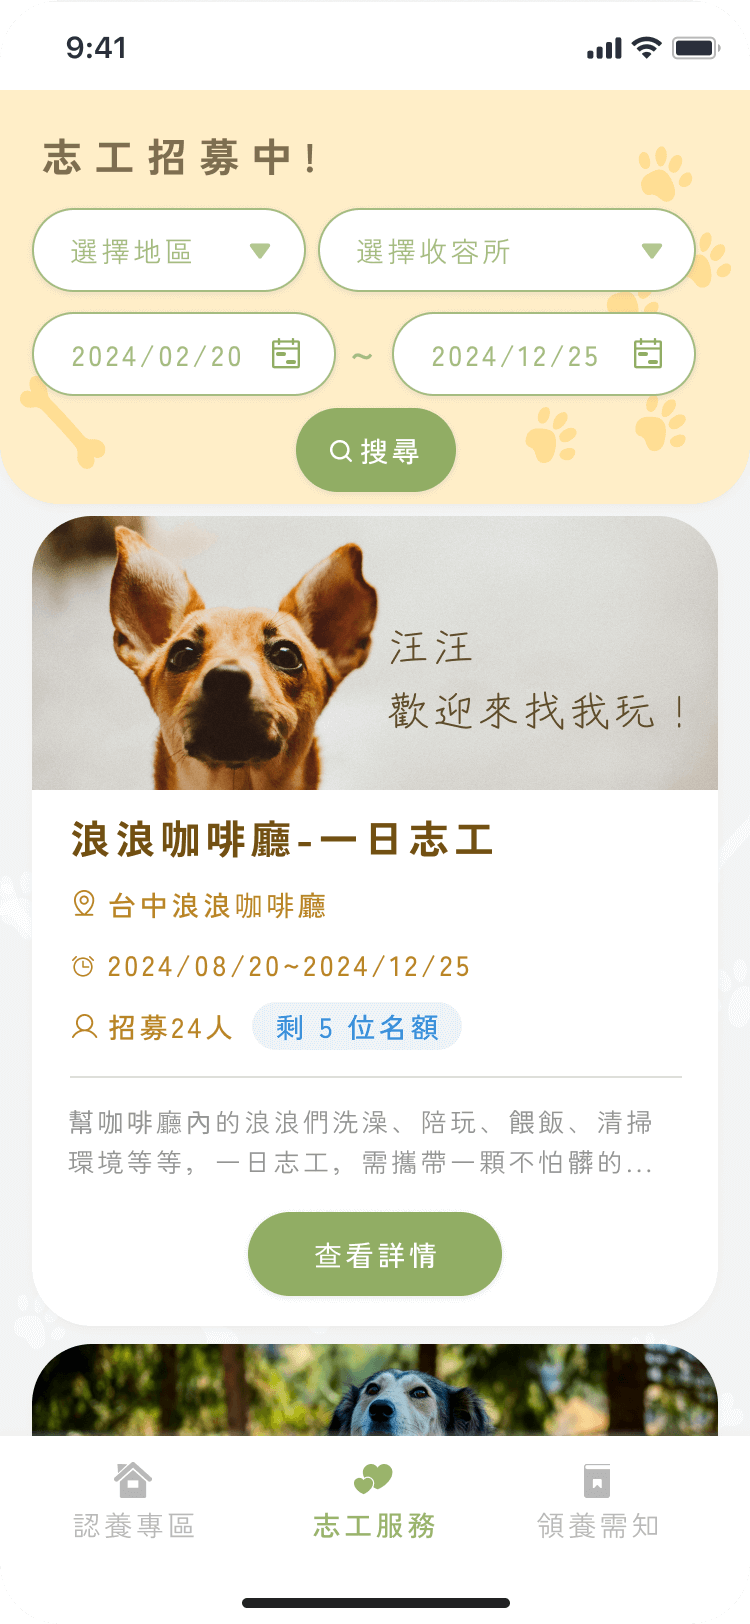 9:41
志工招募中!
選擇地區
選擇收容所
2024/02/20 ~ 2024/12/25
搜尋
汪汪
歡迎來找我玩！
浪浪咖啡廳-一日志工
台中浪浪咖啡廳
2024/08/20~2024/12/25
招募24人 剩 5 位名額
幫咖啡廳內的浪浪們洗澡、陪玩、餵飯、清掃
環境等等，一日志工，需攜帶一顆不怕髒的...
查看詳情
認養專區
志工服務
領養需知